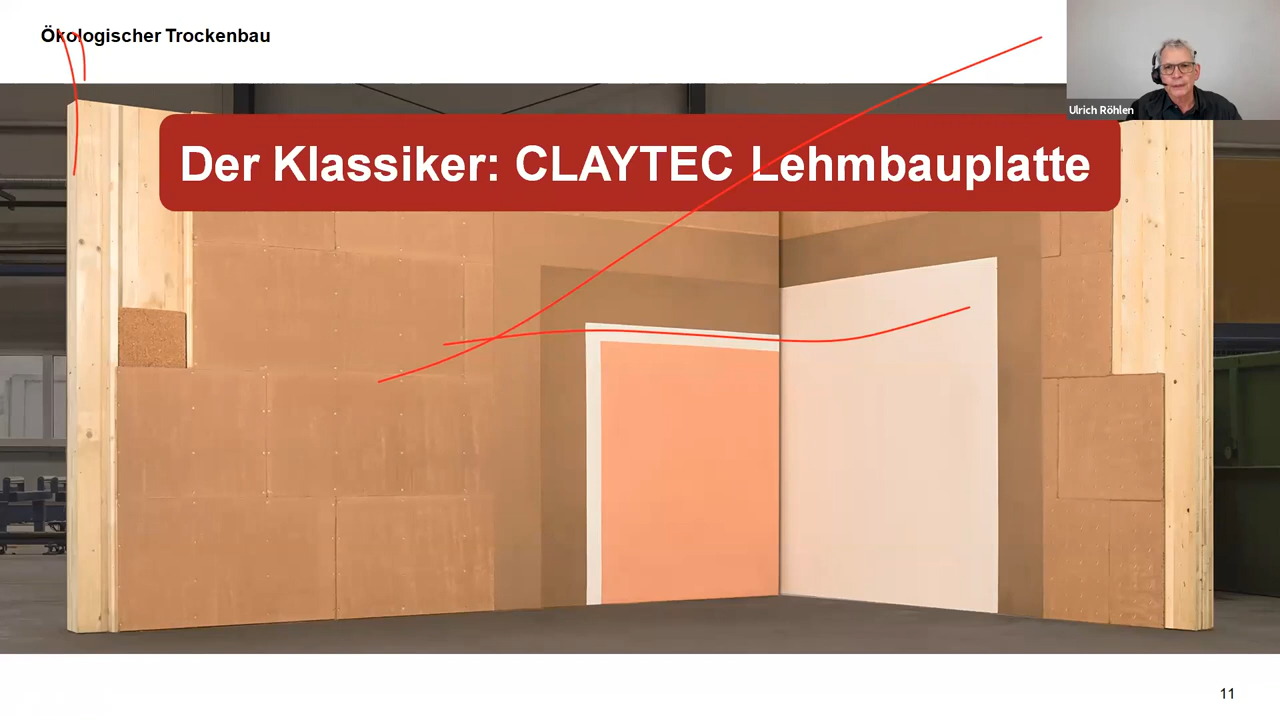 Ökologischer Trockenbau
Ulrich Röhlen
Der Klassiker: CLAYTEC Lehmbauplatte
11